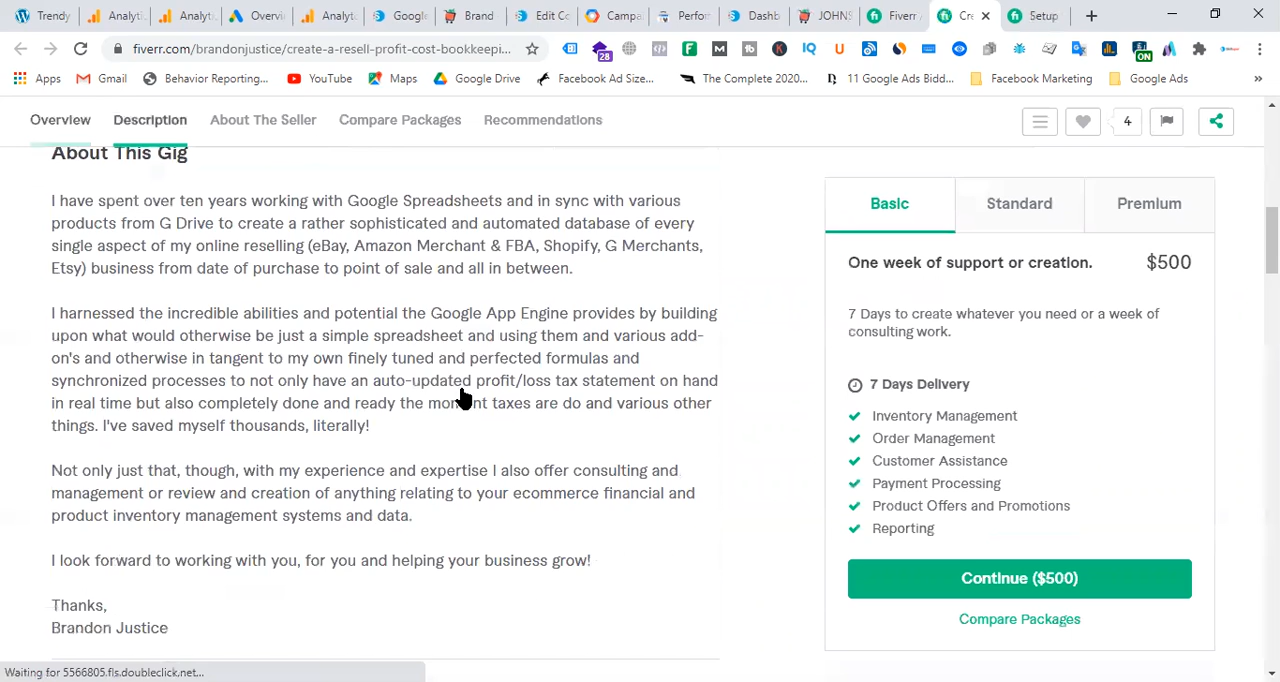 Trendy
Analyti
Analyti
Overvi
Analyt
Google
Brand
Edit Co
Campa
Perfor
Dashb
JOHNS
Fiverr
Cre
Setup
fiverr.com/brandonjustice/create-a-resell-profit-cost-bookkeepi...
28
IQ
ON
Apps
Gmail
Behavior Reporting...
YouTube
Maps
Google Drive
Facebook Ad Size...
The Complete 2020...
11 Google Ads Bidd...
Facebook Marketing
Google Ads
»
Overview
Description
About The Seller
Compare Packages
Recommendations
4
About This Gig
I have spent over ten years working with Google Spreadsheets and in sync with various
products from G Drive to create a rather sophisticated and automated database of every
single aspect of my online reselling (eBay, Amazon Merchant & FBA, Shopify, G Merchants,
Etsy) business from date of purchase to point of sale and all in between.
I harnessed the incredible abilities and potential the Google App Engine provides by building
upon what would otherwise be just a simple spreadsheet and using them and various add-
on's and otherwise in tangent to my own finely tuned and perfected formulas and
synchronized processes to not only have an auto-updated profit/loss tax statement on hand
in real time but also completely done and ready the moment taxes are do and various other
things. I've saved myself thousands, literally!
Not only just that, though, with my experience and expertise I also offer consulting and
management or review and creation of anything relating to your ecommerce financial and
product inventory management systems and data.
I look forward to working with you, for you and helping your business grow!
Thanks,
Brandon Justice
Basic
Standard
Premium
One week of support or creation.
$500
7 Days to create whatever you need or a week of
consulting work.
7 Days Delivery
Inventory Management
Order Management
Customer Assistance
Payment Processing
Product Offers and Promotions
Reporting
Continue ($500)
Compare Packages
Waiting for 5566805.fls.doubleclick.net...